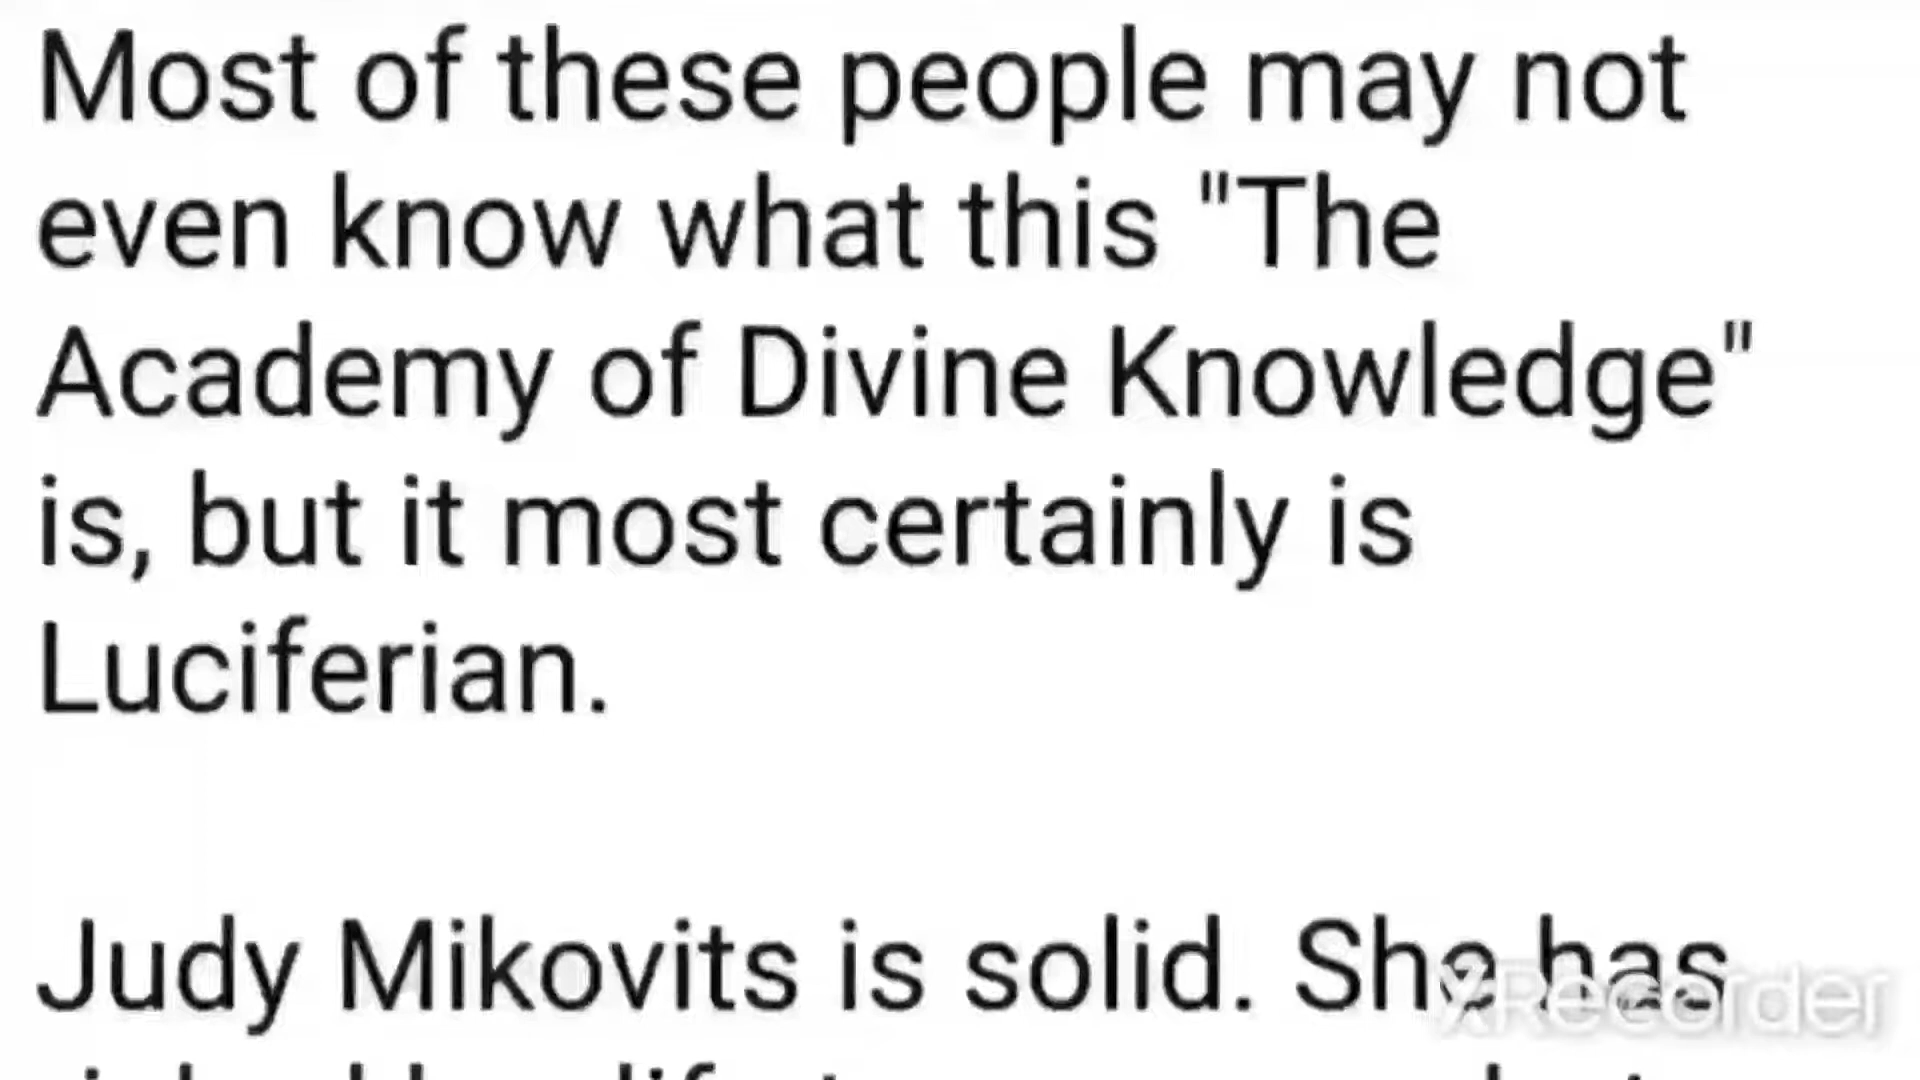 Most of these people may not
even know what this "The
Academy of Divine Knowledge"
is, but it most certainly is
Luciferian.
Judy Mikovits is solid. She has
XRecorder